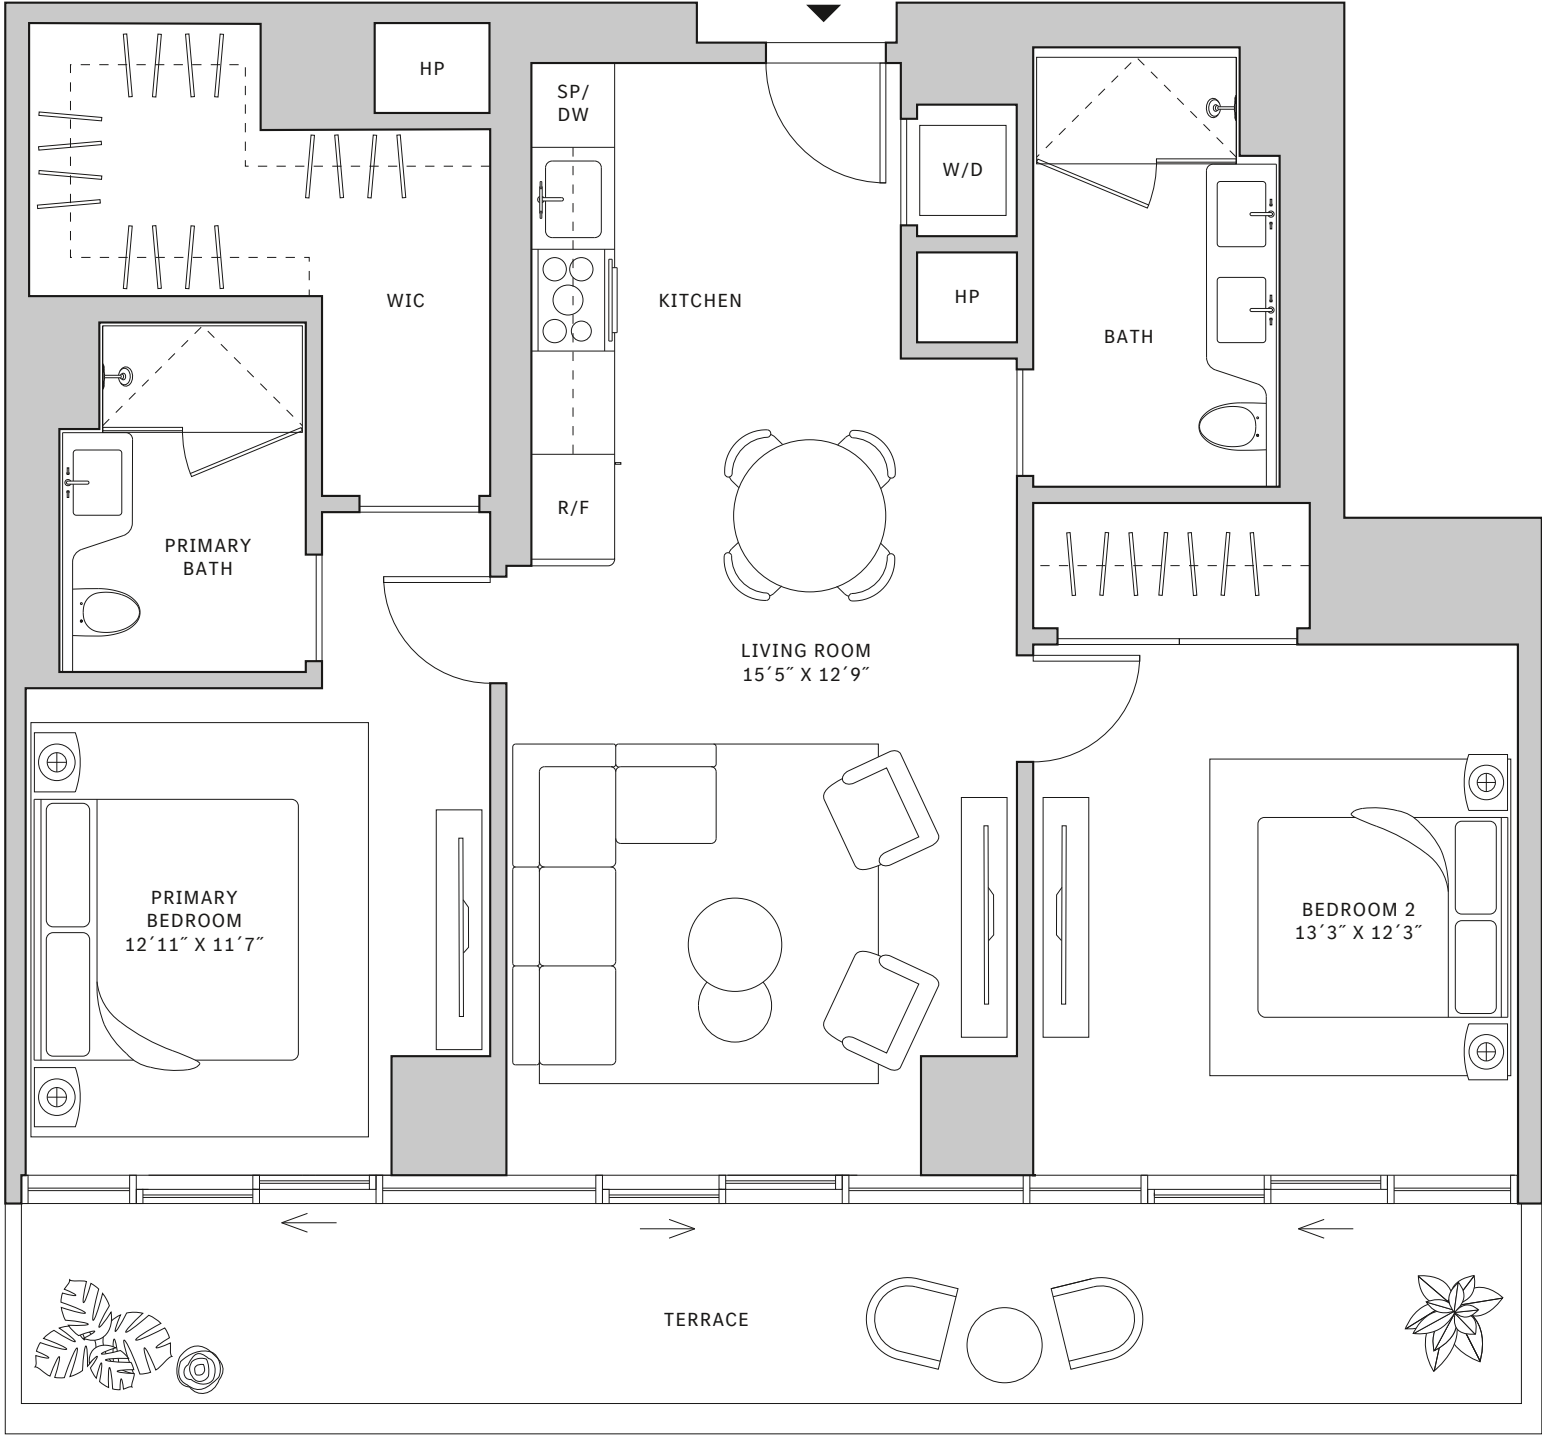 HP
SP/
DW
W/D
HP
WIC
KITCHEN
BATH
R/F
PRIMARY
BATH
LIVING ROOM
15´5˝ X 12´9˝
PRIMARY
BEDROOM
12´11˝ X 11´7˝
BEDROOM 2
13´3˝ X 12´3˝
TERRACE